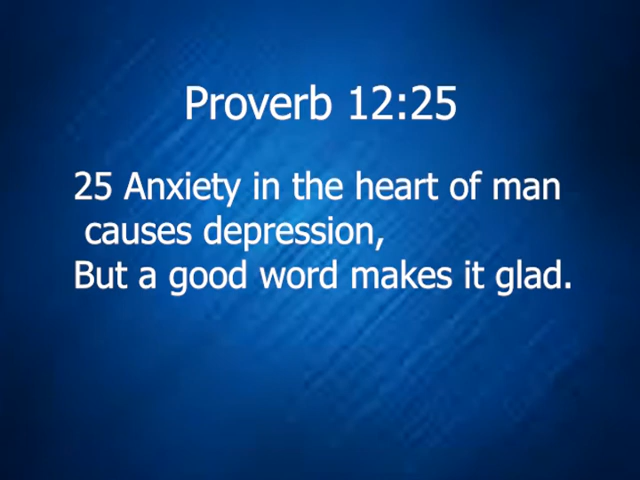 Proverb 12:25
25 Anxiety in the heart of man
causes depression,
But a good word makes it glad.